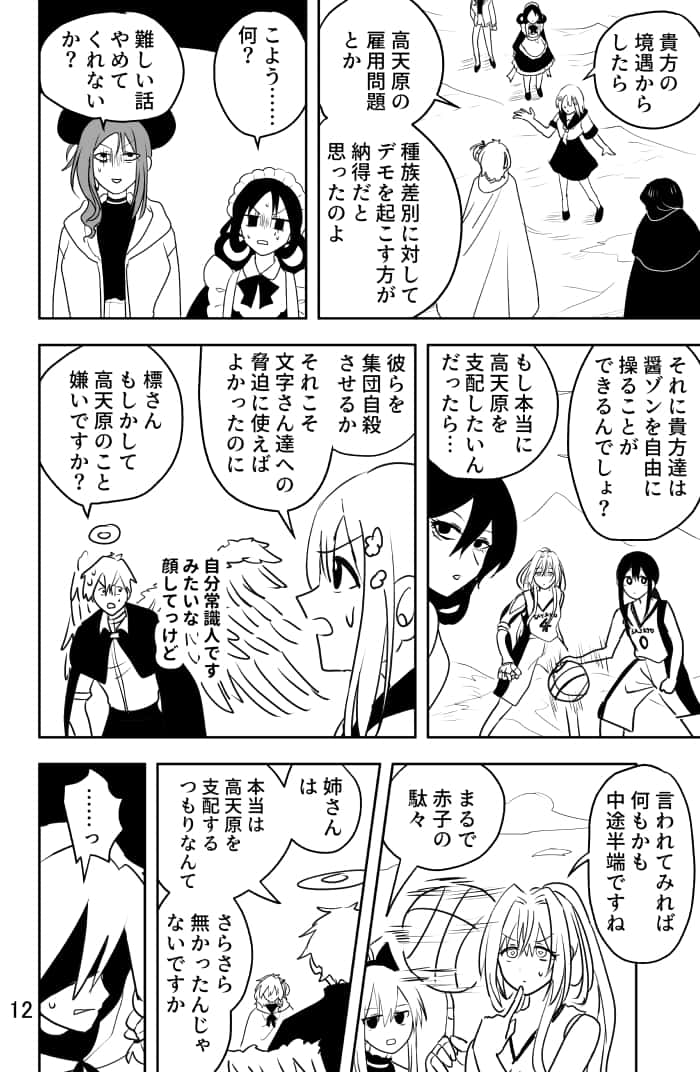 貴方の
境遇から
したら
高天原の
雇用問題
とか
種族差別に対して
デモを起こす方が
納得だと
思ったのよ
こよう……
何？
難しい話
やめて
くれない
か？
それに貴方達は
醤ゾンを自由に
操ることが
できるんでしょ？
もし本当に
高天原を
支配したいん
だったら…
SAZATO
4
SAZATO
0
彼らを
集団自殺
させるか
それこそ
文字さん達への
脅迫に使えば
よかったのに
自分常識人です
みたいな
顔してっけど
標さん
もしかして
高天原のこと
嫌いですか？
言われてみれば
何もかも
中途半端ですね
まるで
赤子の
駄々
姉さん
は
本当は
高天原を
支配する
つもりなんて
さらさら
無かったんじゃ
ないですか
……っ
12